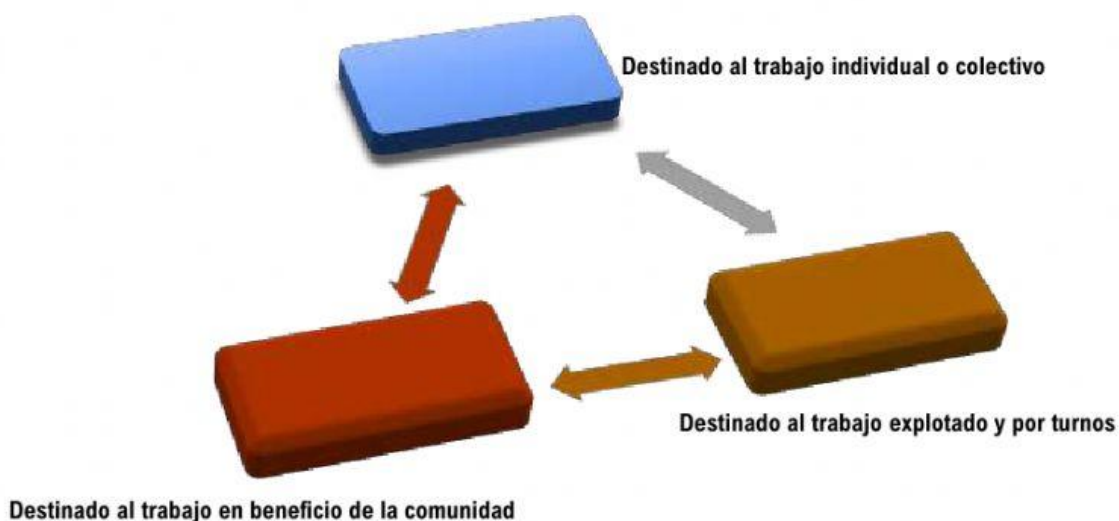 Destinado al trabajo individual o colectivo
Destinado al trabajo explotado y por turnos
Destinado al trabajo en beneficio de la comunidad